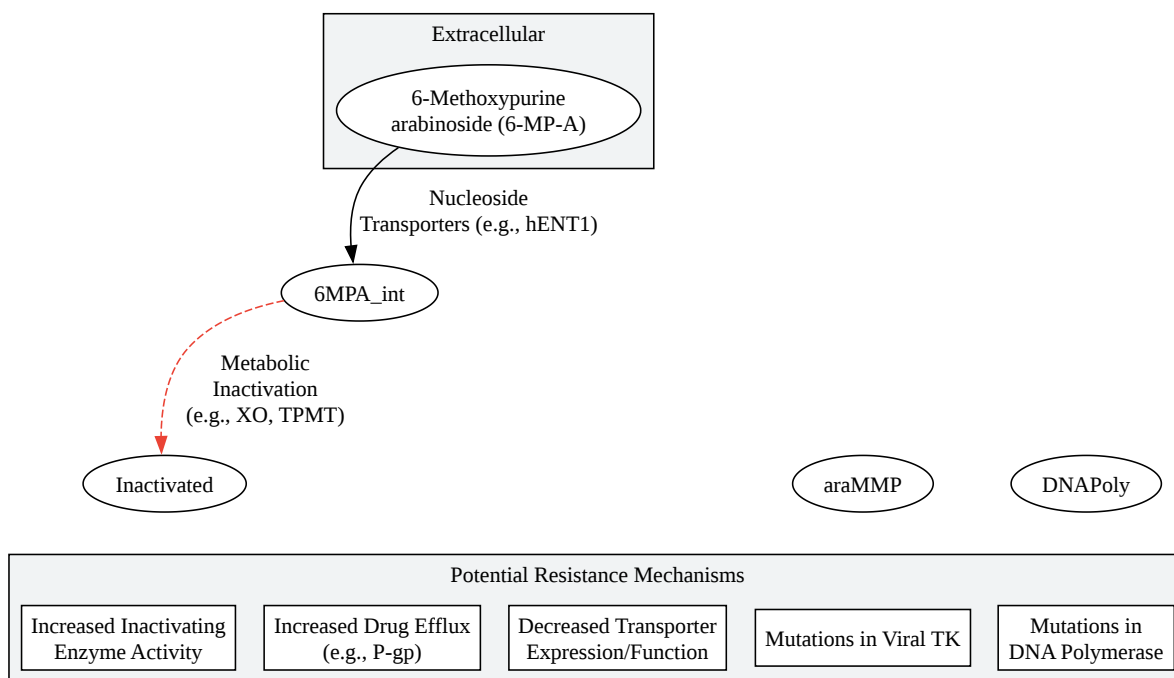 Extracellular
6-Methoxypurine
arabinoside (6-MP-A)
Nucleoside
Transporters (e.g., hENT1)
6MPA_int
Metabolic
Inactivation
(e.g., XO, TPMT)
Inactivated
araMMP
DNAPoly
Potential Resistance Mechanisms
Increased Inactivating
Enzyme Activity
Increased Drug Efflux
(e.g., P-gp)
Decreased Transporter
Expression/Function
Mutations in Viral TK
Mutations in
DNA Polymerase